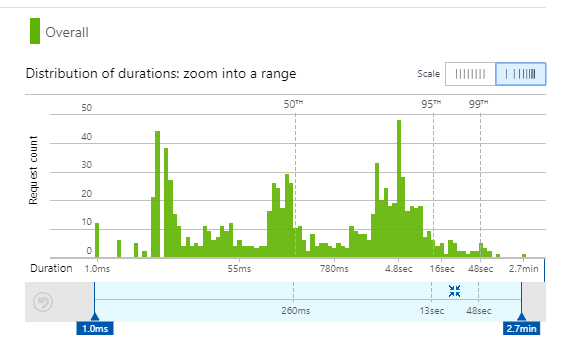 Overall
Distribution of durations: zoom into a range
Scale
50TH 95TH 99TH
Request count
50
40
30
20
10
0
Duration 1.0ms 55ms 780ms 4.8sec 16sec 48sec 2.7min
260ms 13sec 48sec
1.0ms 2.7min